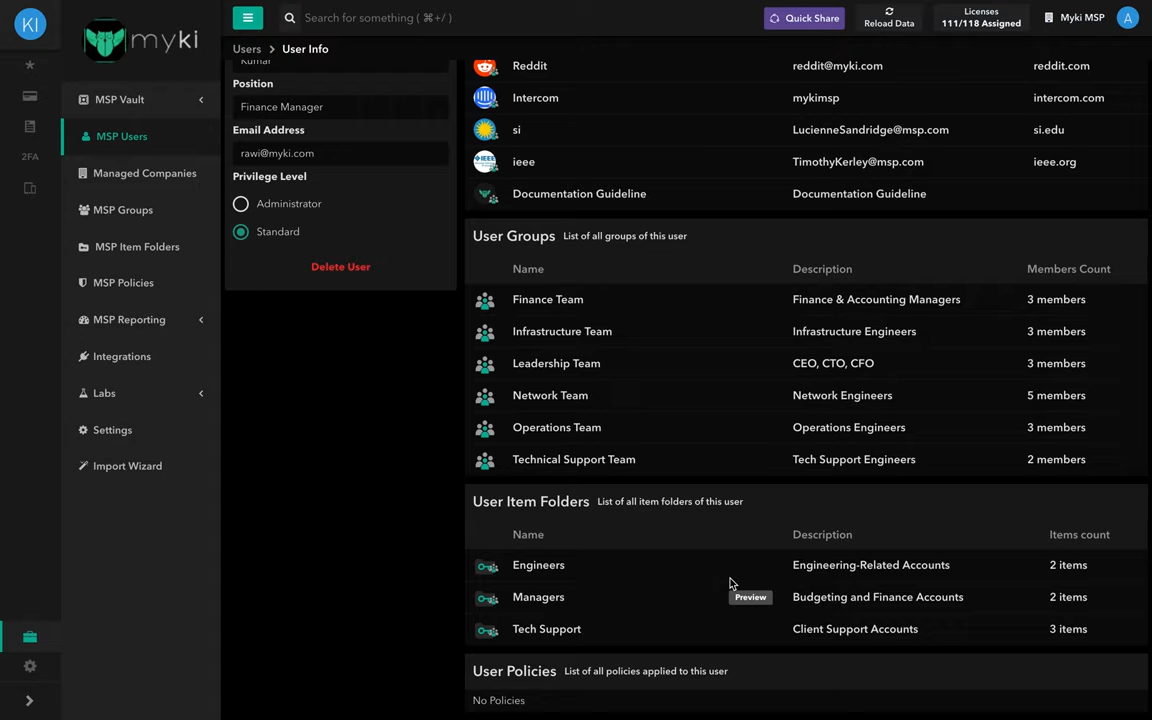 KI
myki
Search for something ( ⌘+/ )
Quick Share
Reload Data
Licenses
111/118 Assigned
Myki MSP
A
Users > User Info
2FA
MSP Vault
MSP Users
Managed Companies
MSP Groups
MSP Item Folders
MSP Policies
MSP Reporting
Integrations
Labs
Settings
Import Wizard
Kumar
Position
Finance Manager
Email Address
rawi@myki.com
Privilege Level
Administrator
Standard
Delete User
Reddit reddit@myki.com reddit.com
Intercom mykimsp intercom.com
si LucienneSandridge@msp.com si.edu
IEEE
ieee TimothyKerley@msp.com ieee.org
Documentation Guideline Documentation Guideline
User Groups List of all groups of this user
Name Description Members Count
Finance Team Finance & Accounting Managers 3 members
Infrastructure Team Infrastructure Engineers 3 members
Leadership Team CEO, CTO, CFO 3 members
Network Team Network Engineers 5 members
Operations Team Operations Engineers 3 members
Technical Support Team Tech Support Engineers 2 members
User Item Folders List of all item folders of this user
Name Description Items count
Engineers Engineering-Related Accounts 2 items
Managers Preview Budgeting and Finance Accounts 2 items
Tech Support Client Support Accounts 3 items
User Policies List of all policies applied to this user
No Policies